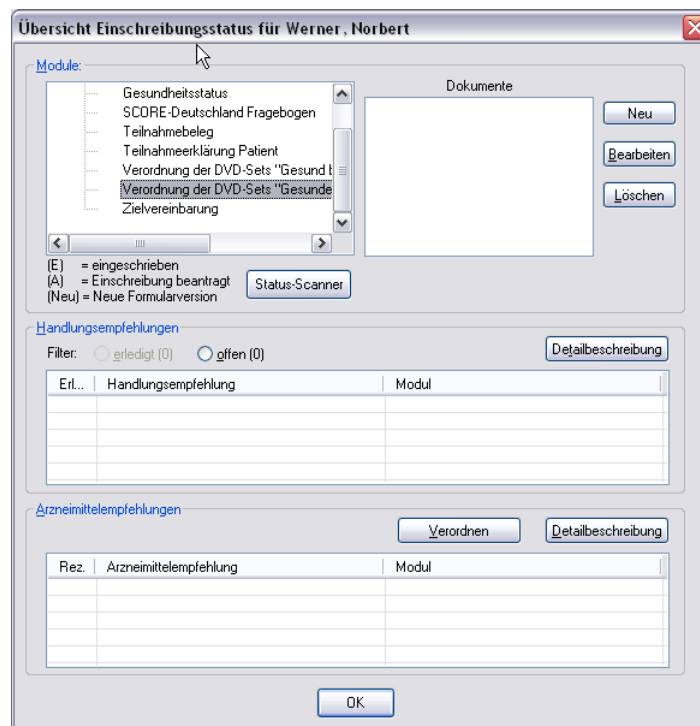 Übersicht Einschreibungsstatus für Werner, Norbert
Module:
Gesundheitsstatus
SCORE-Deutschland Fragebogen
Teilnahmebeleg
Teilnahmeerklärung Patient
Verordnung der DVD-Sets "Gesund
Verordnung der DVD-Sets "Gesunde
Zielvereinbarung
Dokumente
Neu
Bearbeiten
Löschen
(E) = eingeschrieben
(A) = Einschreibung beantragt
(Neu) = Neue Formularversion
Status-Scanner
Handlungsempfehlungen
Filter: erledigt (0) offen (0) Detailbeschreibung
Erl... Handlungsempfehlung Modul
Arzneimittelempfehlungen
Verordnen Detailbeschreibung
Rez. Arzneimittelempfehlung Modul
OK